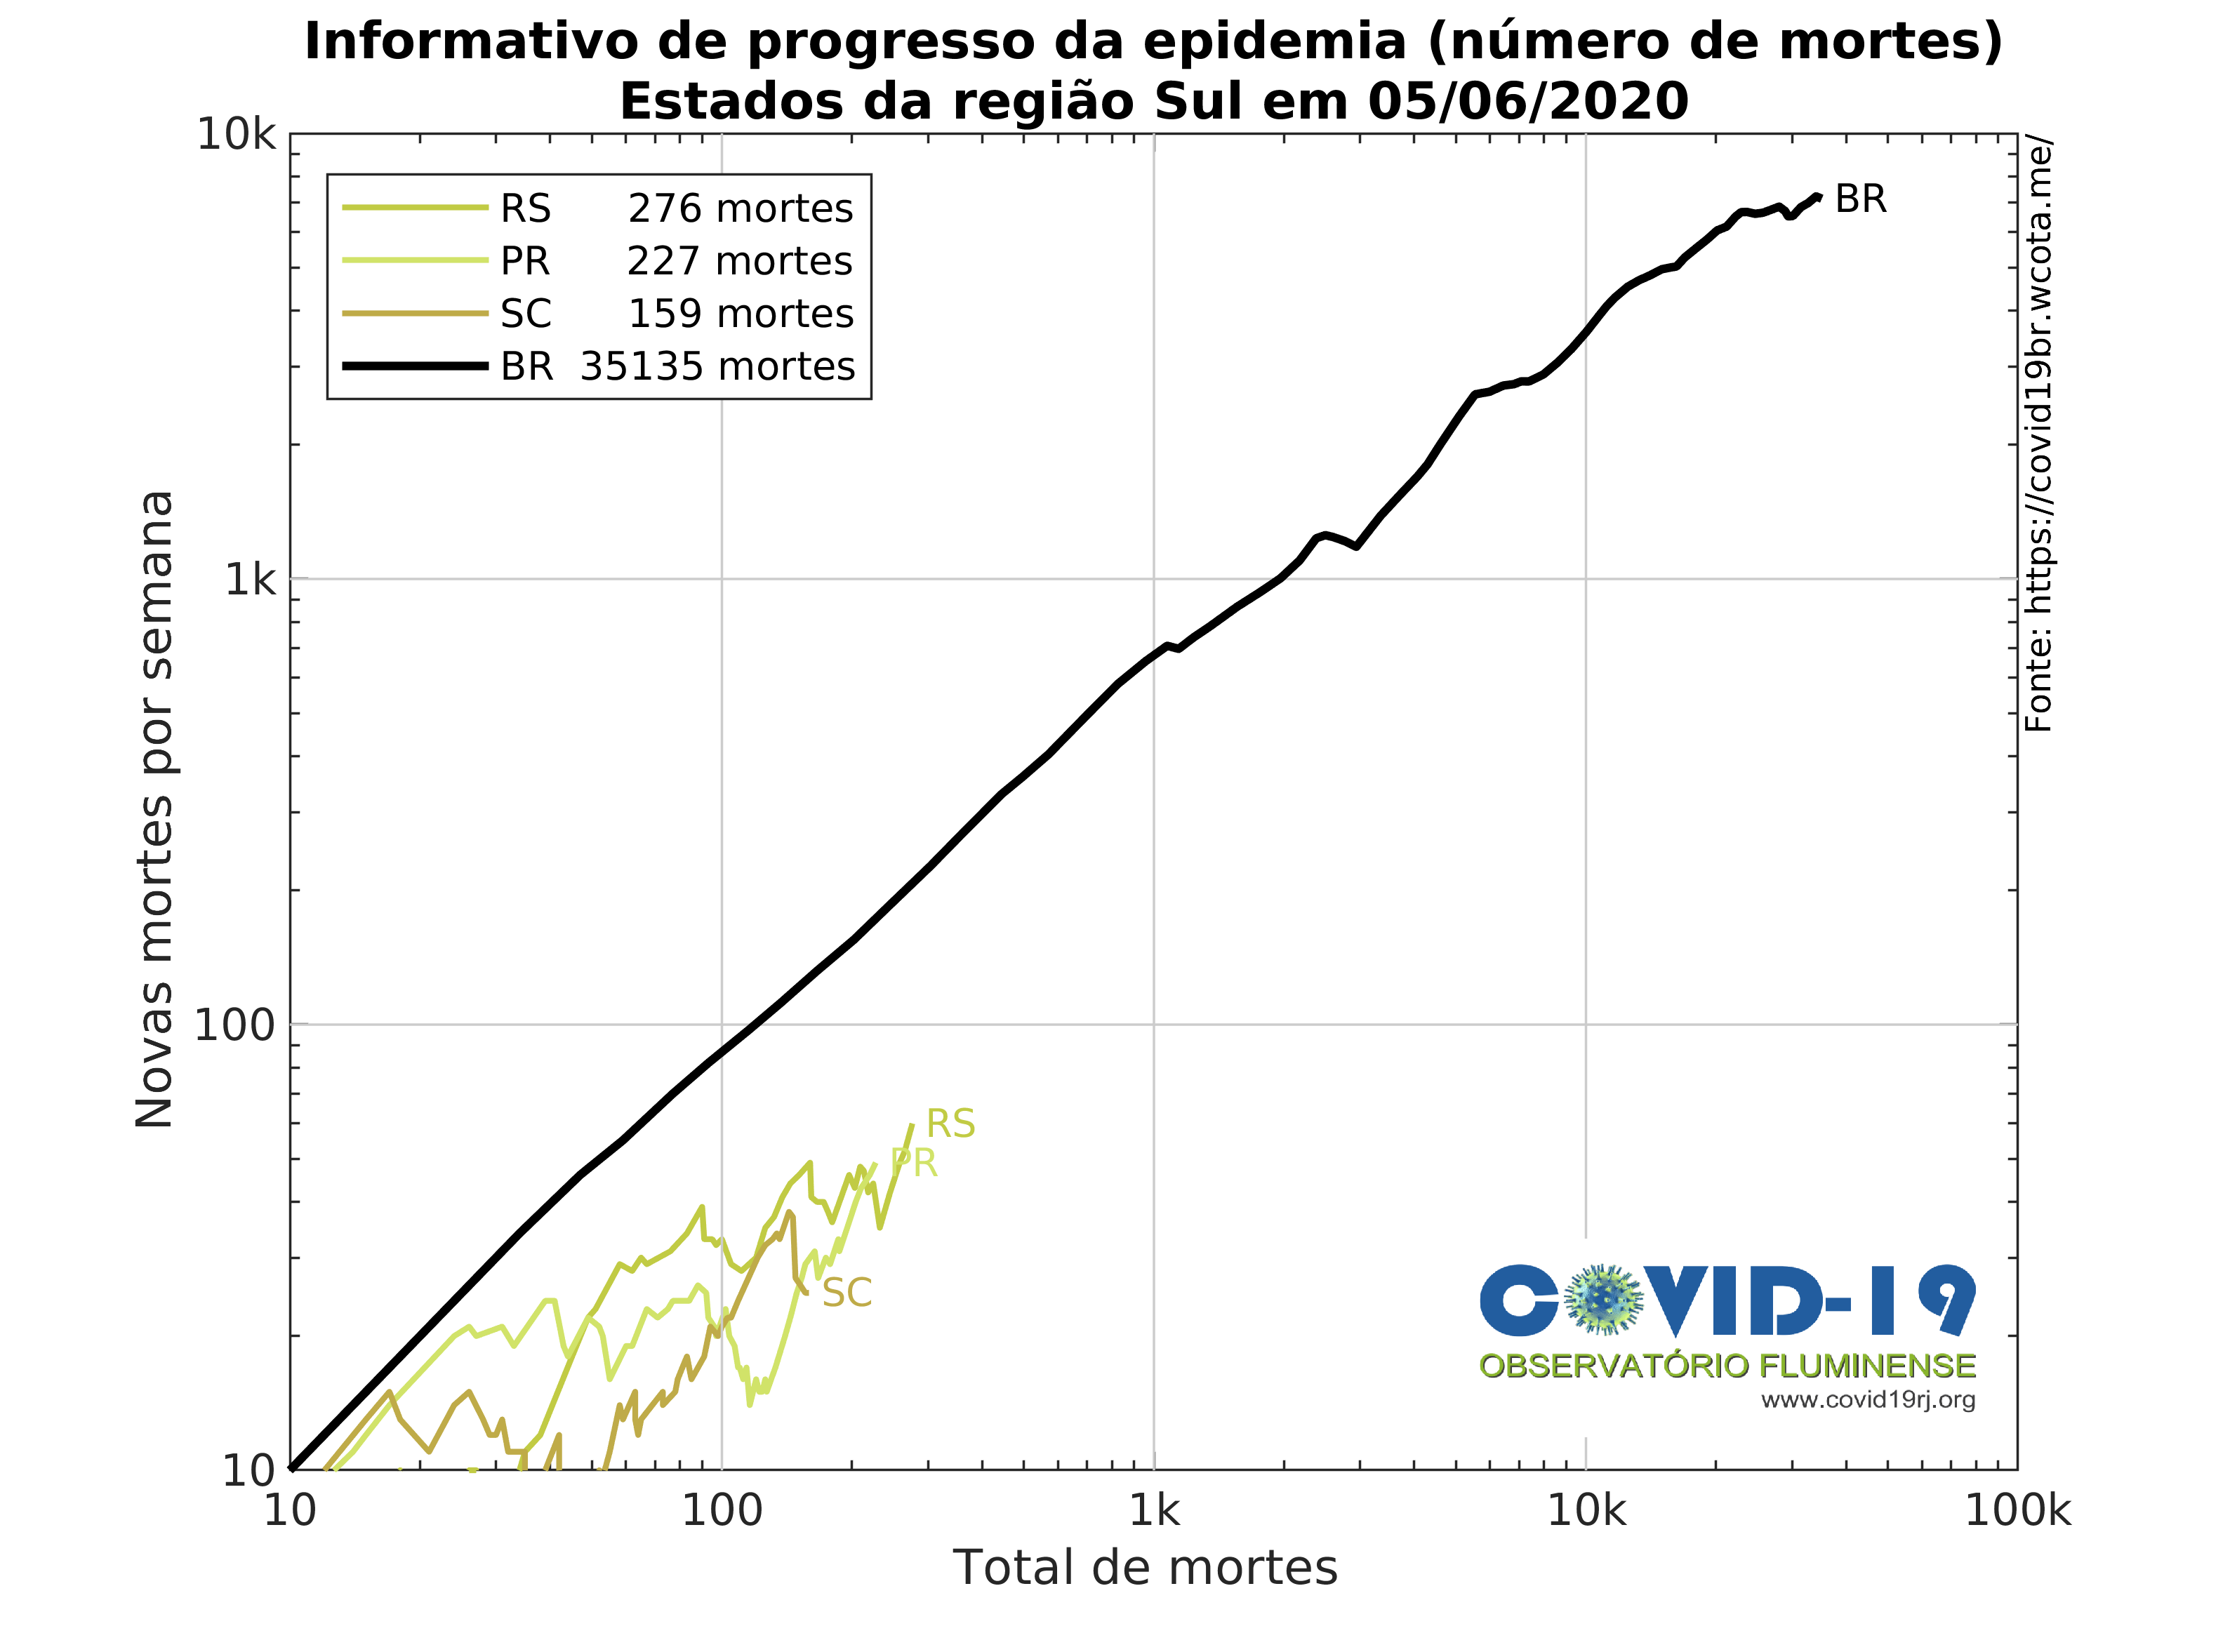 Informativo de progresso da epidemia (número de mortes)
Estados da região Sul em 05/06/2020
RS 276 mortes
PR 227 mortes
SC 159 mortes
BR 35135 mortes
BR
RS
PR
SC
10k
1k
100
10
10
100
1k
10k
100k
Novas mortes por semana
Total de mortes
Fonte: https://covid19br.wcota.me/
COVID-19
OBSERVATÓRIO FLUMINENSE
www.covid19rj.org